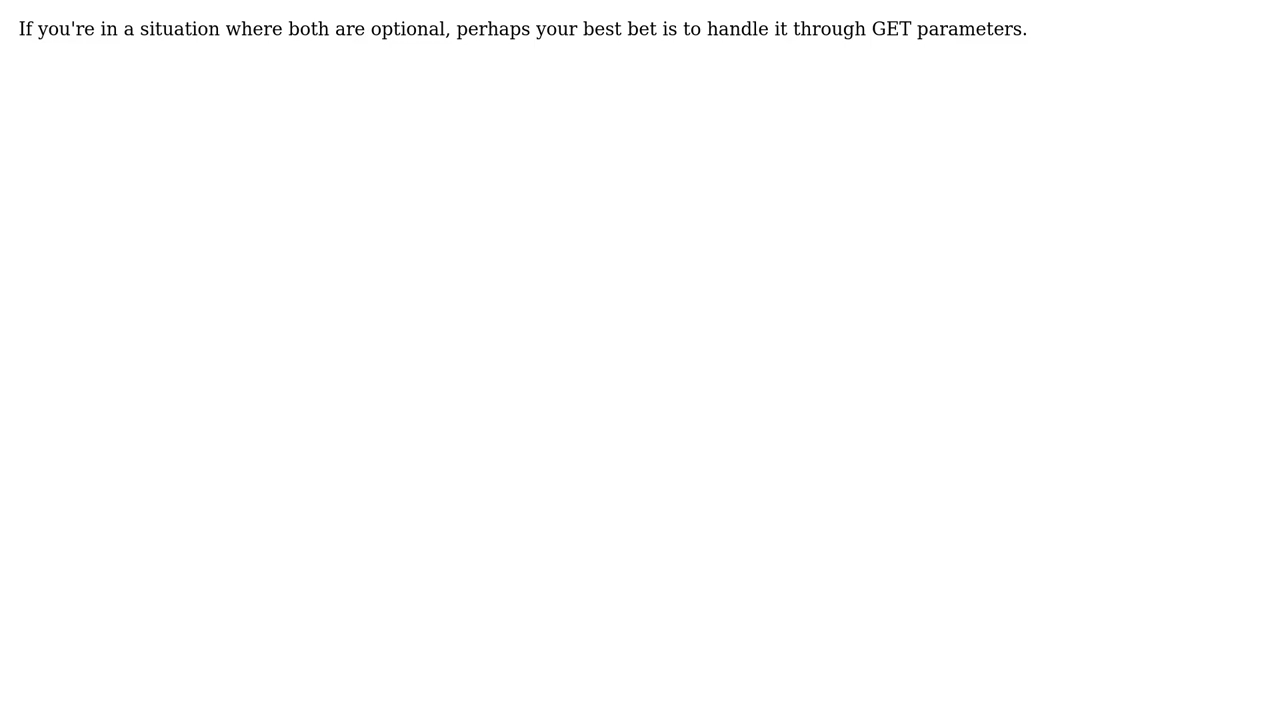 If you're in a situation where both are optional, perhaps your best bet is to handle it through GET parameters.